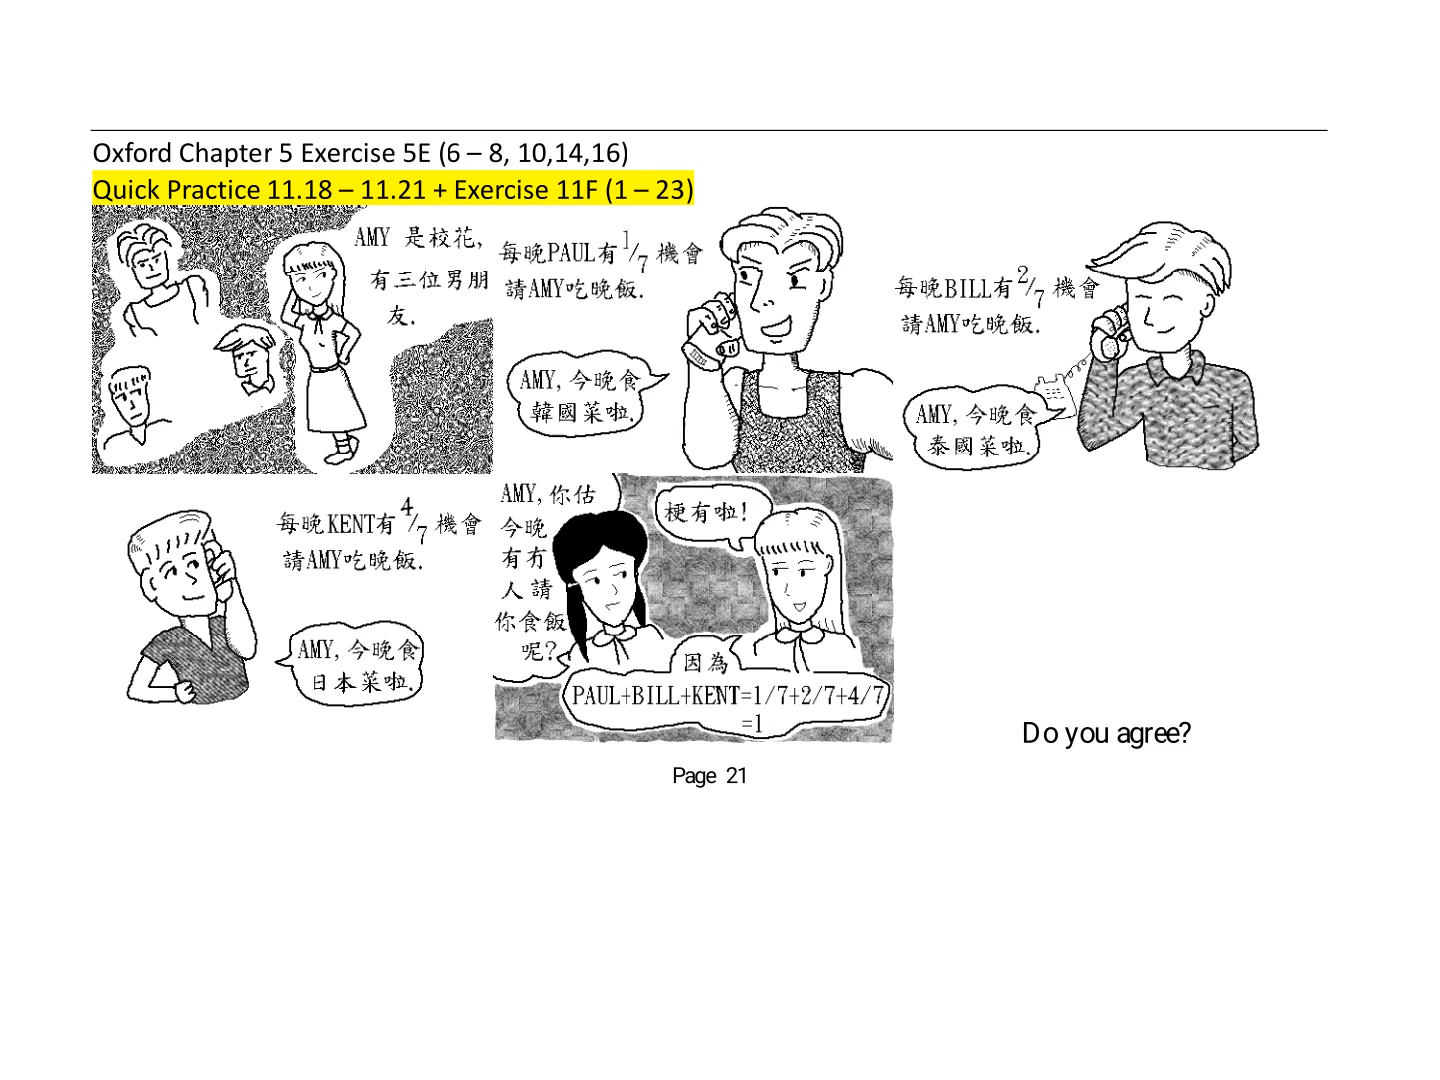 Oxford Chapter 5 Exercise 5E (6 – 8, 10,14,16)
Quick Practice 11.18 – 11.21 + Exercise 11F (1 – 23)
AMY 是校花,
有三位男朋
友.
每晚PAUL有1/7機會
請AMY吃晚飯.
AMY, 今晚食
韓國菜啦.
每晚BILL有2/7機會
請AMY吃晚飯.
AMY, 今晚食
泰國菜啦.
每晚KENT有4/7機會
請AMY吃晚飯.
AMY, 今晚食
日本菜啦.
AMY, 你估
今晚
有冇
人請
你食飯
呢?
梗有啦!
因為
PAUL+BILL+KENT=1/7+2/7+4/7
=1
Do you agree?
Page 21